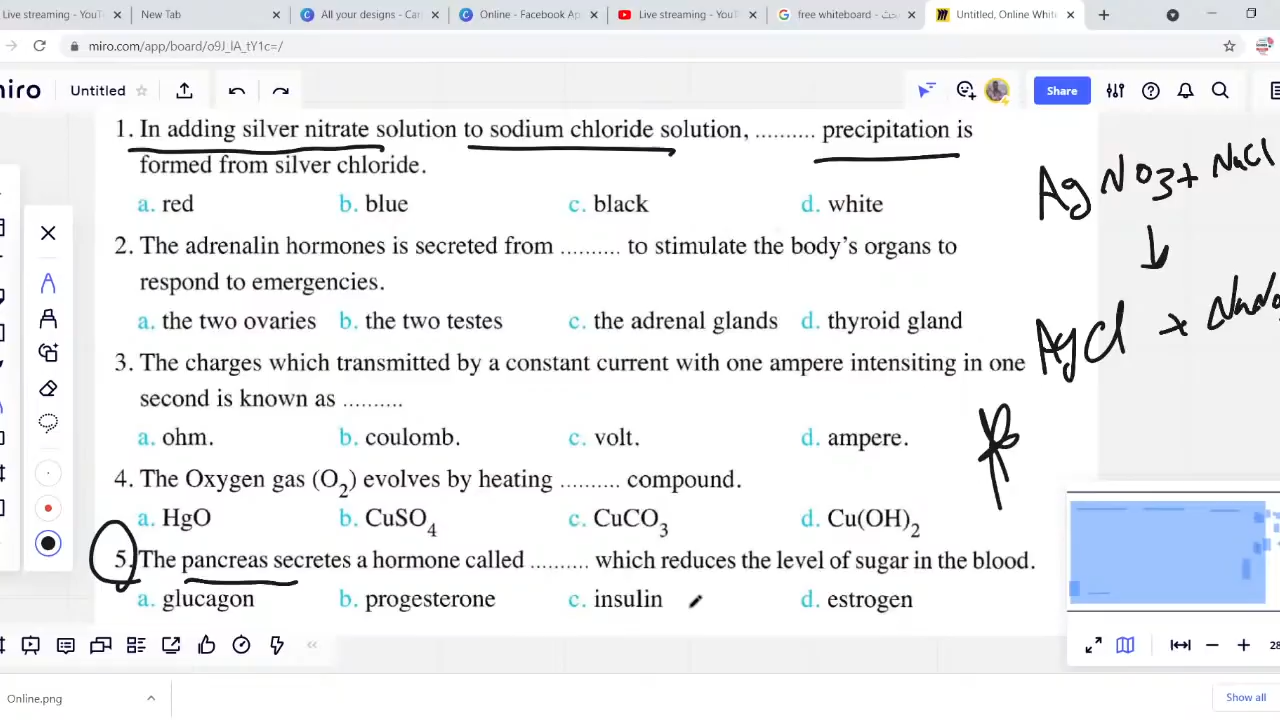 Live streaming - YouT
New Tab
All your designs - Can
Online - Facebook Ap
Live streaming - YouT
free whiteboard - بحث
Untitled, Online Whit
miro.com/app/board/o9J_lA_tY1c=/
miro
Untitled
Share
1. In adding silver nitrate solution to sodium chloride solution, .......... precipitation is
formed from silver chloride.
a. red b. blue c. black d. white
2. The adrenalin hormones is secreted from .......... to stimulate the body's organs to
respond to emergencies.
a. the two ovaries b. the two testes c. the adrenal glands d. thyroid gland
3. The charges which transmitted by a constant current with one ampere intensiting in one
second is known as ..........
a. ohm. b. coulomb. c. volt. d. ampere.
4. The Oxygen gas (O₂) evolves by heating .......... compound.
a. HgO b. CuSO₄ c. CuCO₃ d. Cu(OH)₂
5. The pancreas secretes a hormone called .......... which reduces the level of sugar in the blood.
a. glucagon b. progesterone c. insulin d. estrogen
AgNO3 + NaCl
AgCl +
28
Online.png
Show all